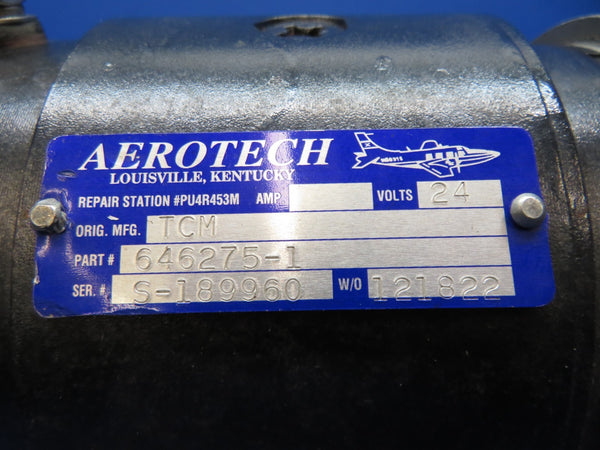 AEROTECH
LOUISVILLE, KENTUCKY
REPAIR STATION #PU4R453M AMP. VOLTS 24
ORIG. MFG. TCM
PART # 646275-1
SER. # S-189960 W/O 121822